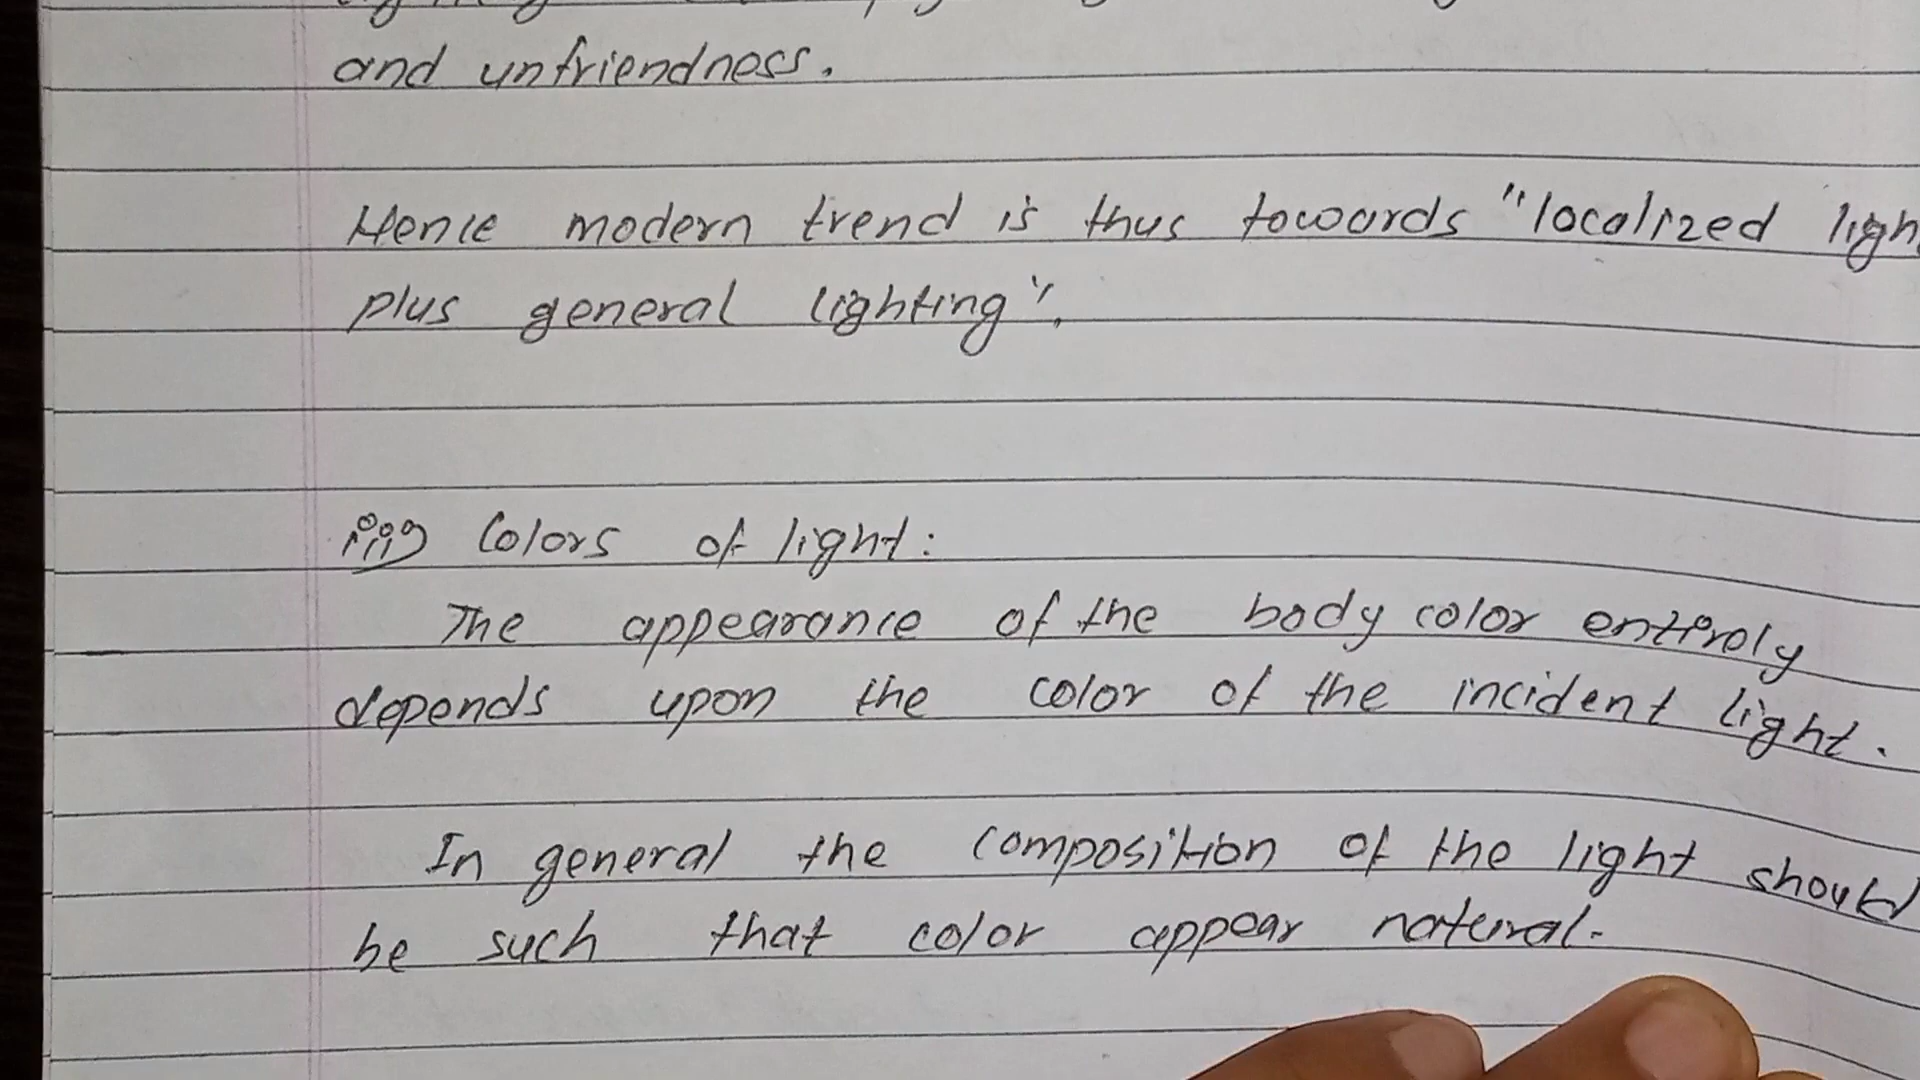 and unfriendness.
Hence modern trend is thus towards "localized ligh
plus general lighting".
iii) Colors of light:
The appearance of the body color entirely
depends upon the color of the incident light.
In general the composition of the light should
be such that color appear natural.